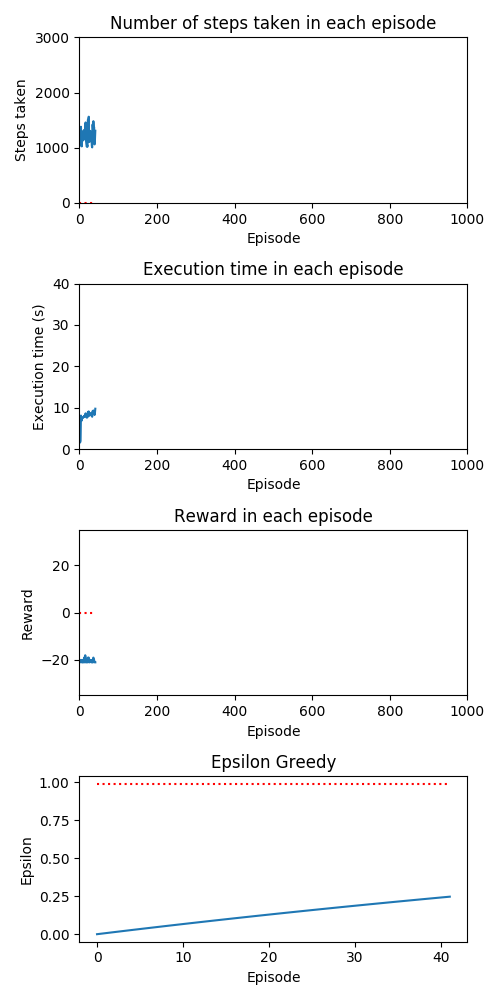 Number of steps taken in each episode
3000
2000
1000
0
Steps taken
0 200 400 600 800 1000
Episode
Execution time in each episode
40
30
20
10
0
Execution time (s)
0 200 400 600 800 1000
Episode
Reward in each episode
20
0
−20
Reward
0 200 400 600 800 1000
Episode
Epsilon Greedy
1.00
0.75
0.50
0.25
0.00
Epsilon
0 10 20 30 40
Episode